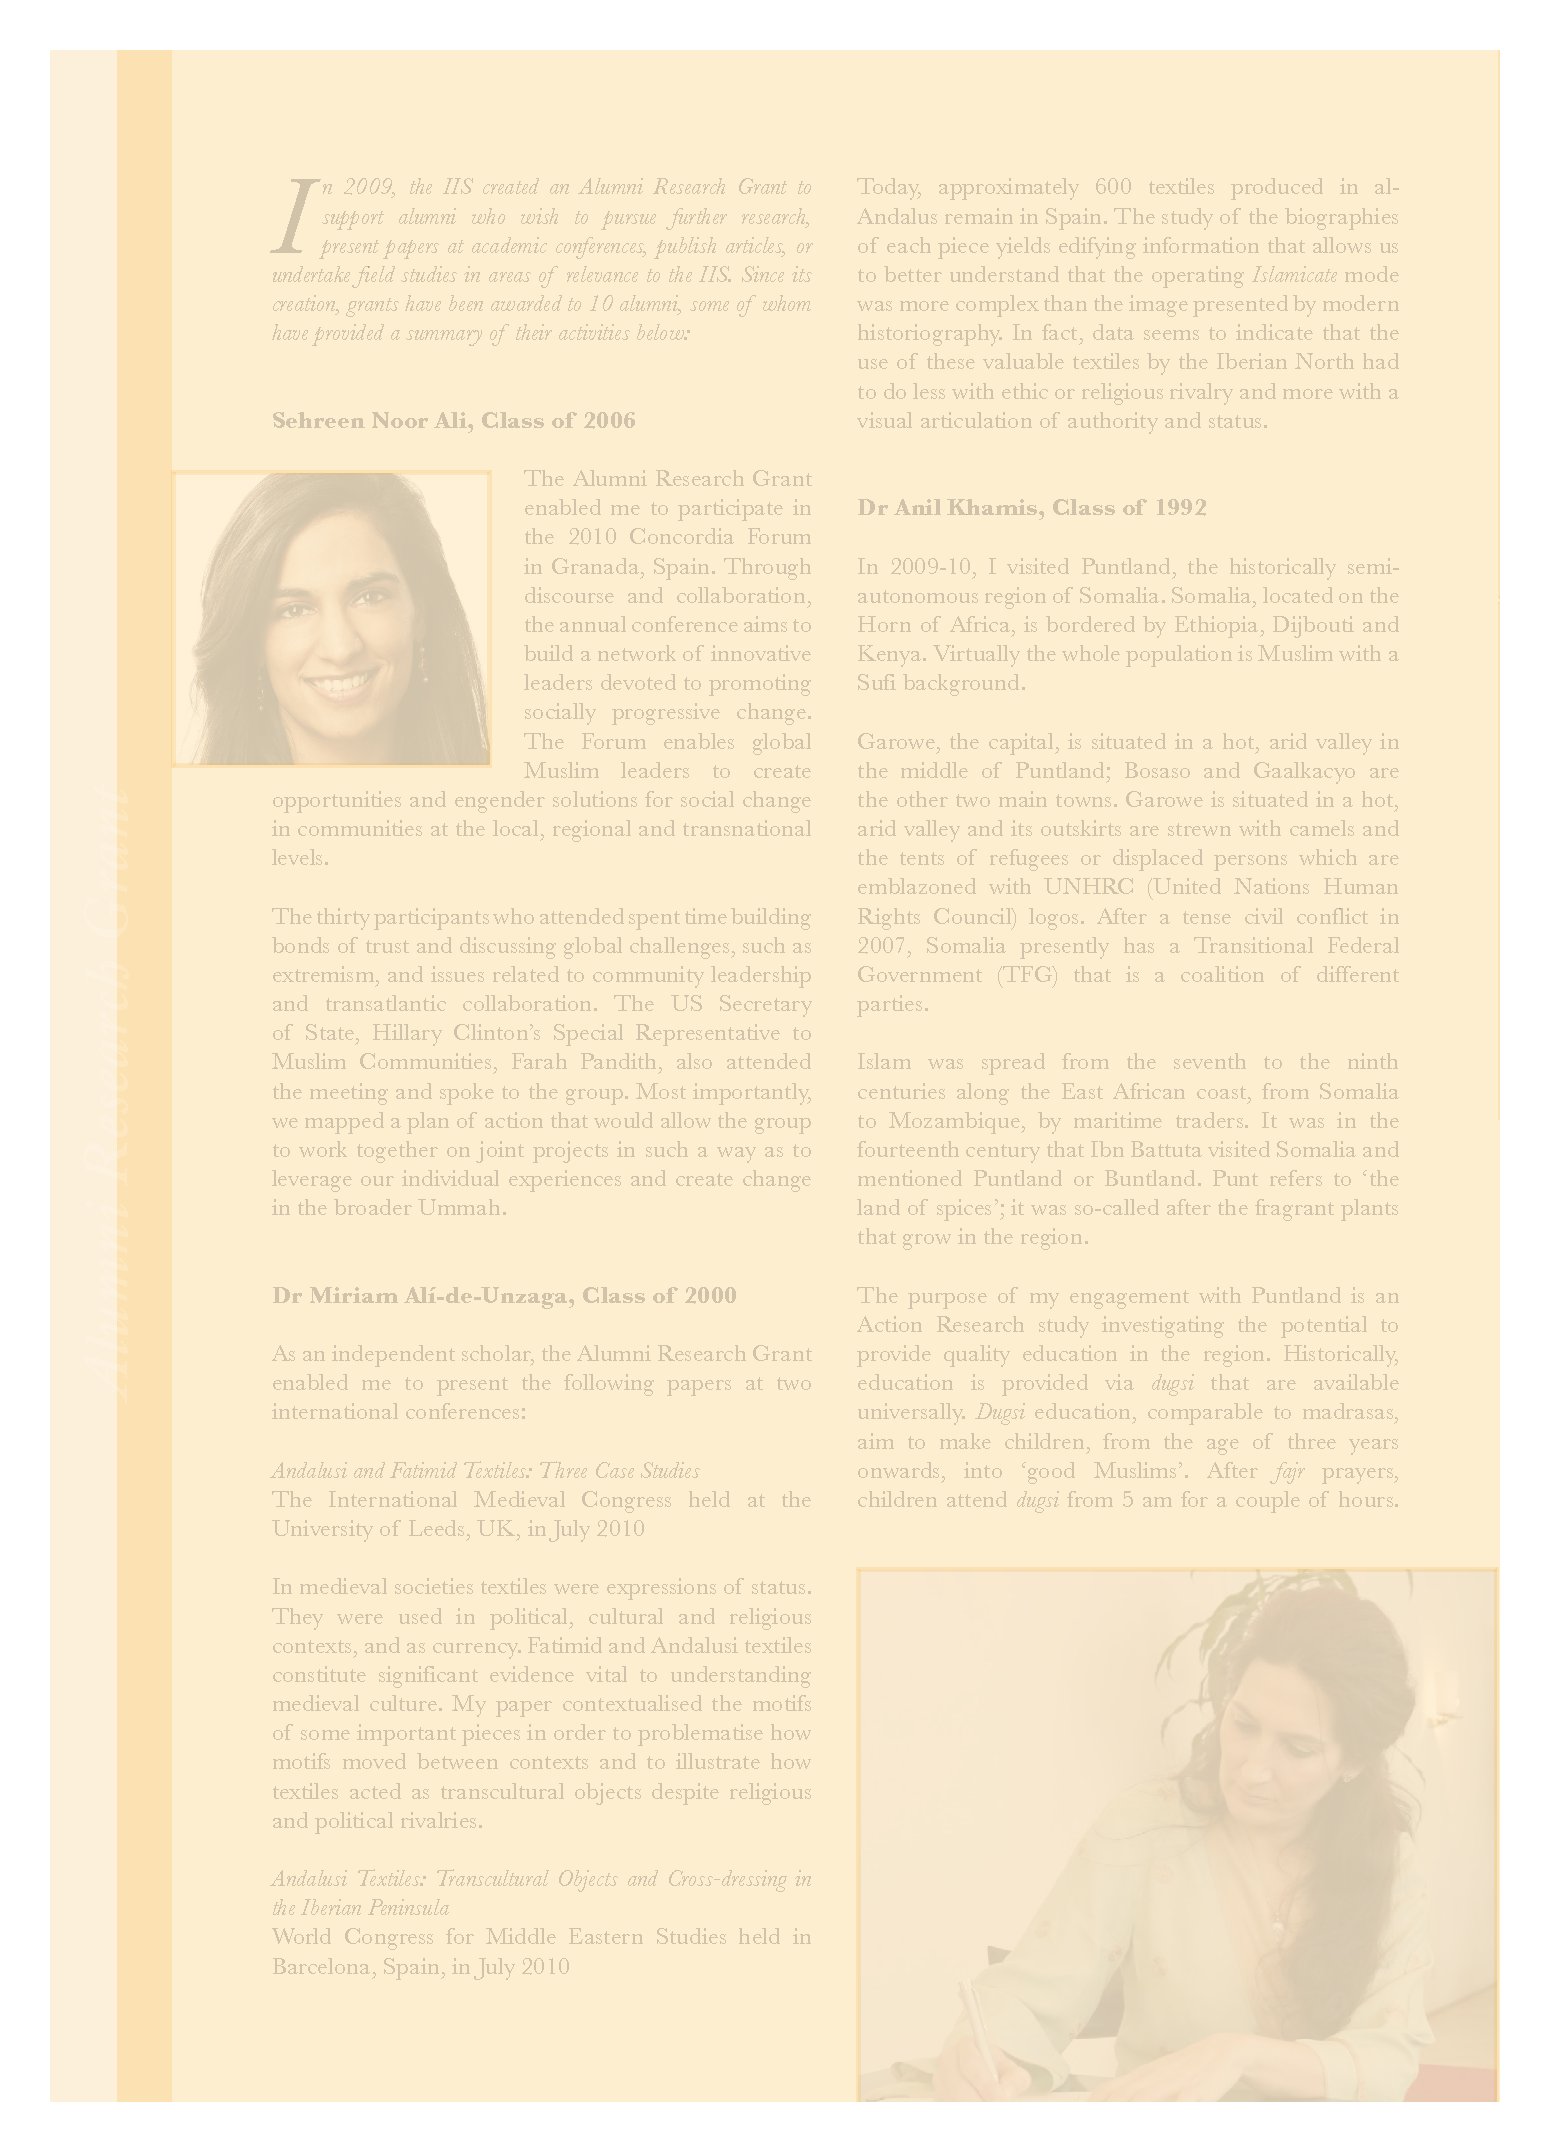 Alumni Research Grant
In 2009, the IIS created an Alumni Research Grant to
support alumni who wish to pursue further research,
present papers at academic conferences, publish articles, or
undertake field studies in areas of relevance to the IIS. Since its
creation, grants have been awarded to 10 alumni, some of whom
have provided a summary of their activities below:
Sehreen Noor Ali, Class of 2006
The Alumni Research Grant
enabled me to participate in
the 2010 Concordia Forum
in Granada, Spain. Through
discourse and collaboration,
the annual conference aims to
build a network of innovative
leaders devoted to promoting
socially progressive change.
The Forum enables global
Muslim leaders to create
opportunities and engender solutions for social change
in communities at the local, regional and transnational
levels.
The thirty participants who attended spent time building
bonds of trust and discussing global challenges, such as
extremism, and issues related to community leadership
and transatlantic collaboration. The US Secretary
of State, Hillary Clinton’s Special Representative to
Muslim Communities, Farah Pandith, also attended
the meeting and spoke to the group. Most importantly,
we mapped a plan of action that would allow the group
to work together on joint projects in such a way as to
leverage our individual experiences and create change
in the broader Ummah.
Dr Miriam Alí-de-Unzaga, Class of 2000
As an independent scholar, the Alumni Research Grant
enabled me to present the following papers at two
international conferences:
Andalusi and Fatimid Textiles: Three Case Studies
The International Medieval Congress held at the
University of Leeds, UK, in July 2010
In medieval societies textiles were expressions of status.
They were used in political, cultural and religious
contexts, and as currency. Fatimid and Andalusi textiles
constitute significant evidence vital to understanding
medieval culture. My paper contextualised the motifs
of some important pieces in order to problematise how
motifs moved between contexts and to illustrate how
textiles acted as transcultural objects despite religious
and political rivalries.
Andalusi Textiles: Transcultural Objects and Cross-dressing in
the Iberian Peninsula
World Congress for Middle Eastern Studies held in
Barcelona, Spain, in July 2010
Today, approximately 600 textiles produced in al-
Andalus remain in Spain. The study of the biographies
of each piece yields edifying information that allows us
to better understand that the operating Islamicate mode
was more complex than the image presented by modern
historiography. In fact, data seems to indicate that the
use of these valuable textiles by the Iberian North had
to do less with ethic or religious rivalry and more with a
visual articulation of authority and status.
Dr Anil Khamis, Class of 1992
In 2009-10, I visited Puntland, the historically semi-
autonomous region of Somalia. Somalia, located on the
Horn of Africa, is bordered by Ethiopia, Dijbouti and
Kenya. Virtually the whole population is Muslim with a
Sufi background.
Garowe, the capital, is situated in a hot, arid valley in
the middle of Puntland; Bosaso and Gaalkacyo are
the other two main towns. Garowe is situated in a hot,
arid valley and its outskirts are strewn with camels and
the tents of refugees or displaced persons which are
emblazoned with UNHRC (United Nations Human
Rights Council) logos. After a tense civil conflict in
2007, Somalia presently has a Transitional Federal
Government (TFG) that is a coalition of different
parties.
Islam was spread from the seventh to the ninth
centuries along the East African coast, from Somalia
to Mozambique, by maritime traders. It was in the
fourteenth century that Ibn Battuta visited Somalia and
mentioned Puntland or Buntland. Punt refers to ‘the
land of spices’; it was so-called after the fragrant plants
that grow in the region.
The purpose of my engagement with Puntland is an
Action Research study investigating the potential to
provide quality education in the region. Historically,
education is provided via dugsi that are available
universally. Dugsi education, comparable to madrasas,
aim to make children, from the age of three years
onwards, into ‘good Muslims’. After fajr prayers,
children attend dugsi from 5 am for a couple of hours.